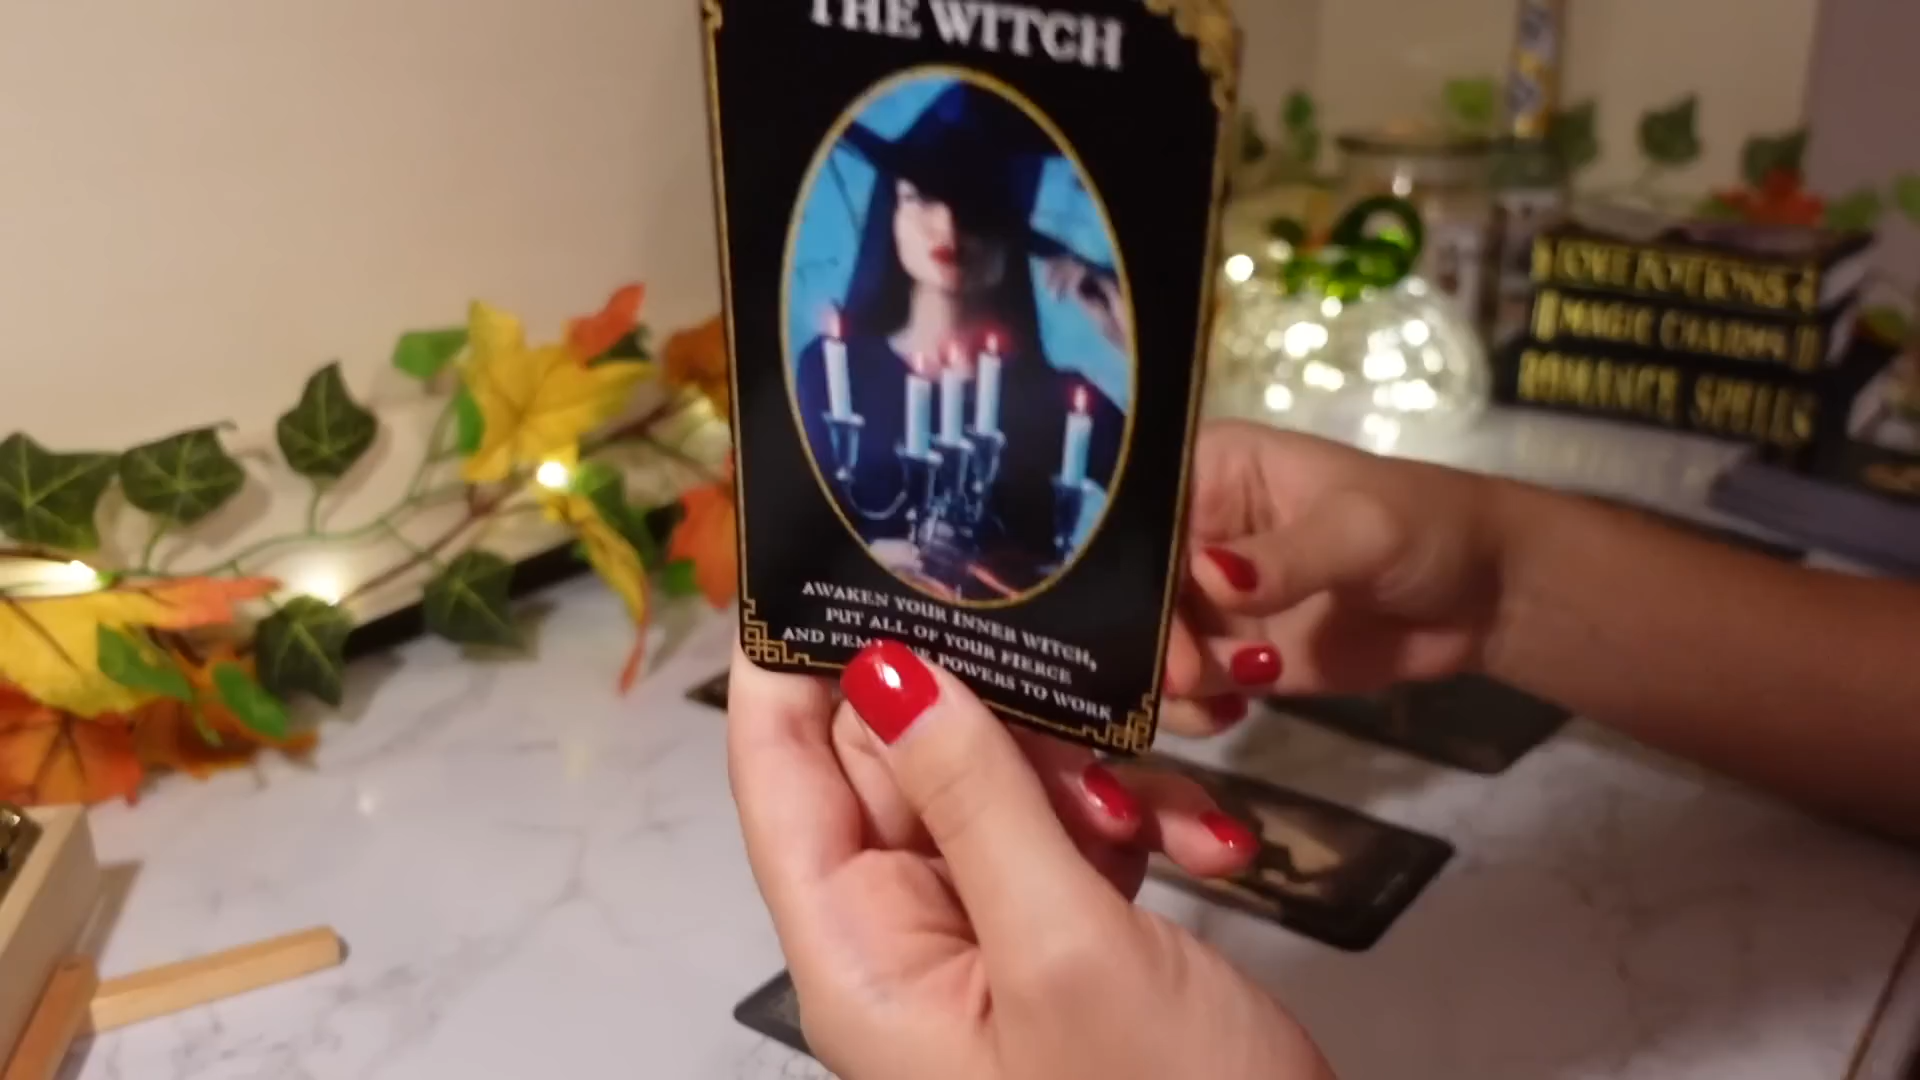 THE WITCH
AWAKEN YOUR INNER WITCH,
PUT ALL OF YOUR FIERCE
AND POWERS TO WORK
LOVE POTIONS
MAGIC CHARMS
ROMANCE SPELLS